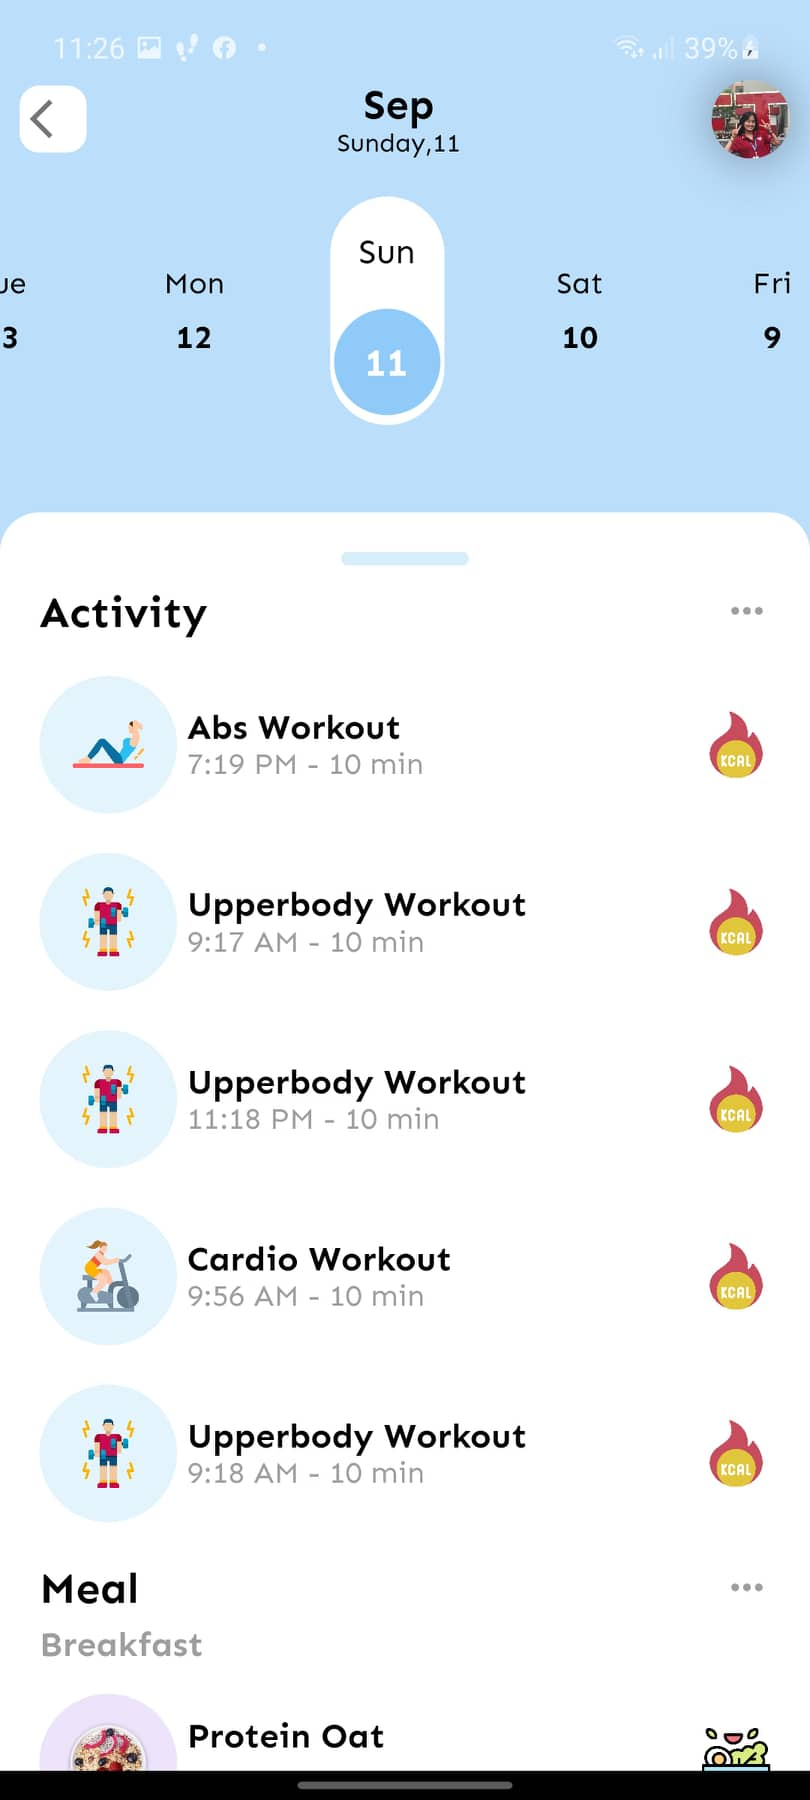 11:26
39%
Sep
Sunday,11
ue Mon Sun Sat Fri
3 12 11 10 9
Activity
Abs Workout
7:19 PM - 10 min
KCAL
Upperbody Workout
9:17 AM - 10 min
KCAL
Upperbody Workout
11:18 PM - 10 min
KCAL
Cardio Workout
9:56 AM - 10 min
KCAL
Upperbody Workout
9:18 AM - 10 min
KCAL
Meal
Breakfast
Protein Oat